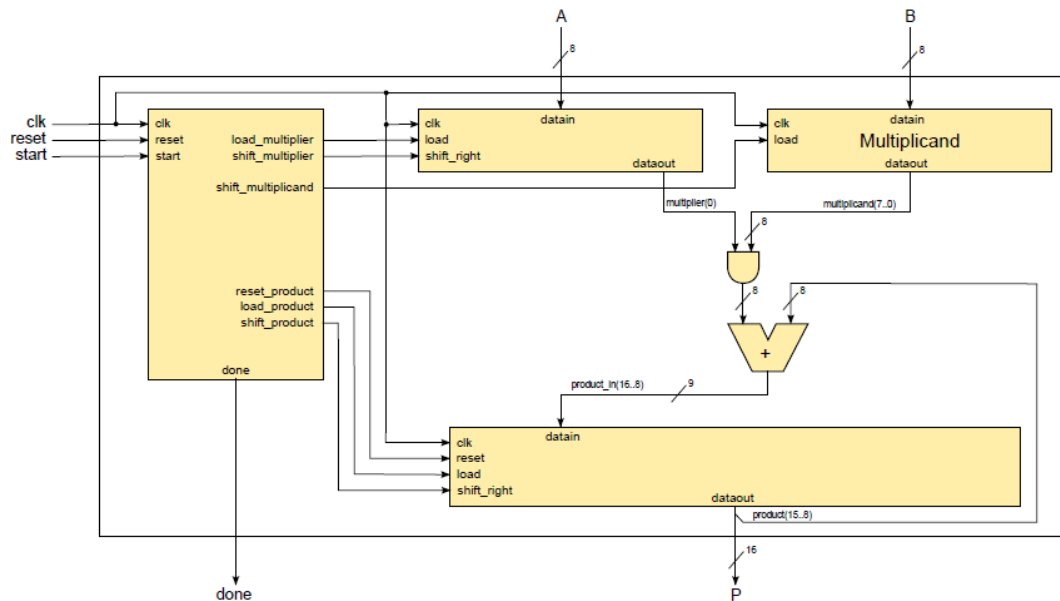 A
B
8
8
clk
reset
start
clk
reset
start
load_multiplier
shift_multiplier
shift_multiplicand
reset_product
load_product
shift_product
done
clk
load
shift_right
datain
dataout
clk
load
datain
Multiplicand
dataout
multiplier(0)
multiplicand(7..0)
8
8
8
+
product_in(16..8)
9
clk
reset
load
shift_right
datain
dataout
product(15..8)
16
done
P